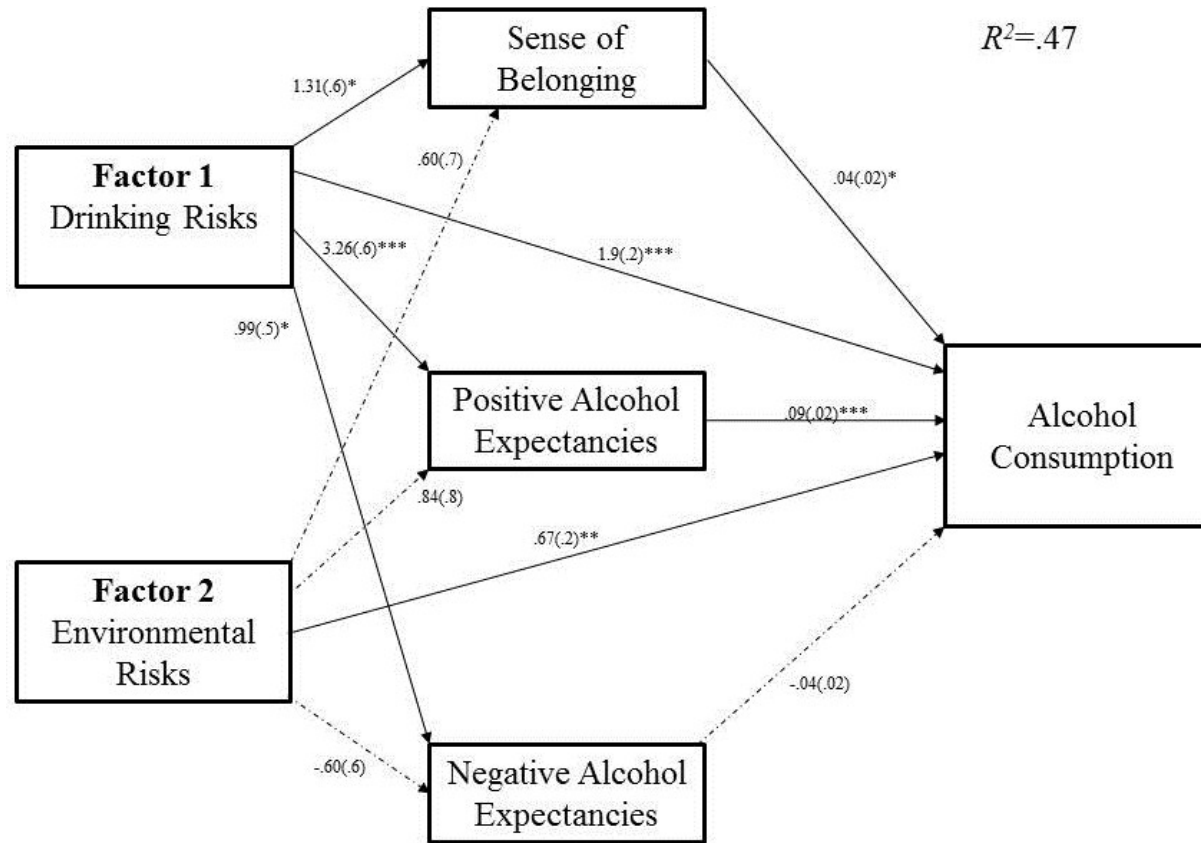 Sense of
Belonging
R²=.47
1.31(.6)*
.60(.7)
Factor 1
Drinking Risks
.04(.02)*
3.26(.6)***
1.9(.2)***
.99(.5)*
Positive Alcohol
Expectancies
.09(.02)***
Alcohol
Consumption
.84(.8)
.67(.2)**
Factor 2
Environmental
Risks
-.04(.02)
-.60(.6)
Negative Alcohol
Expectancies